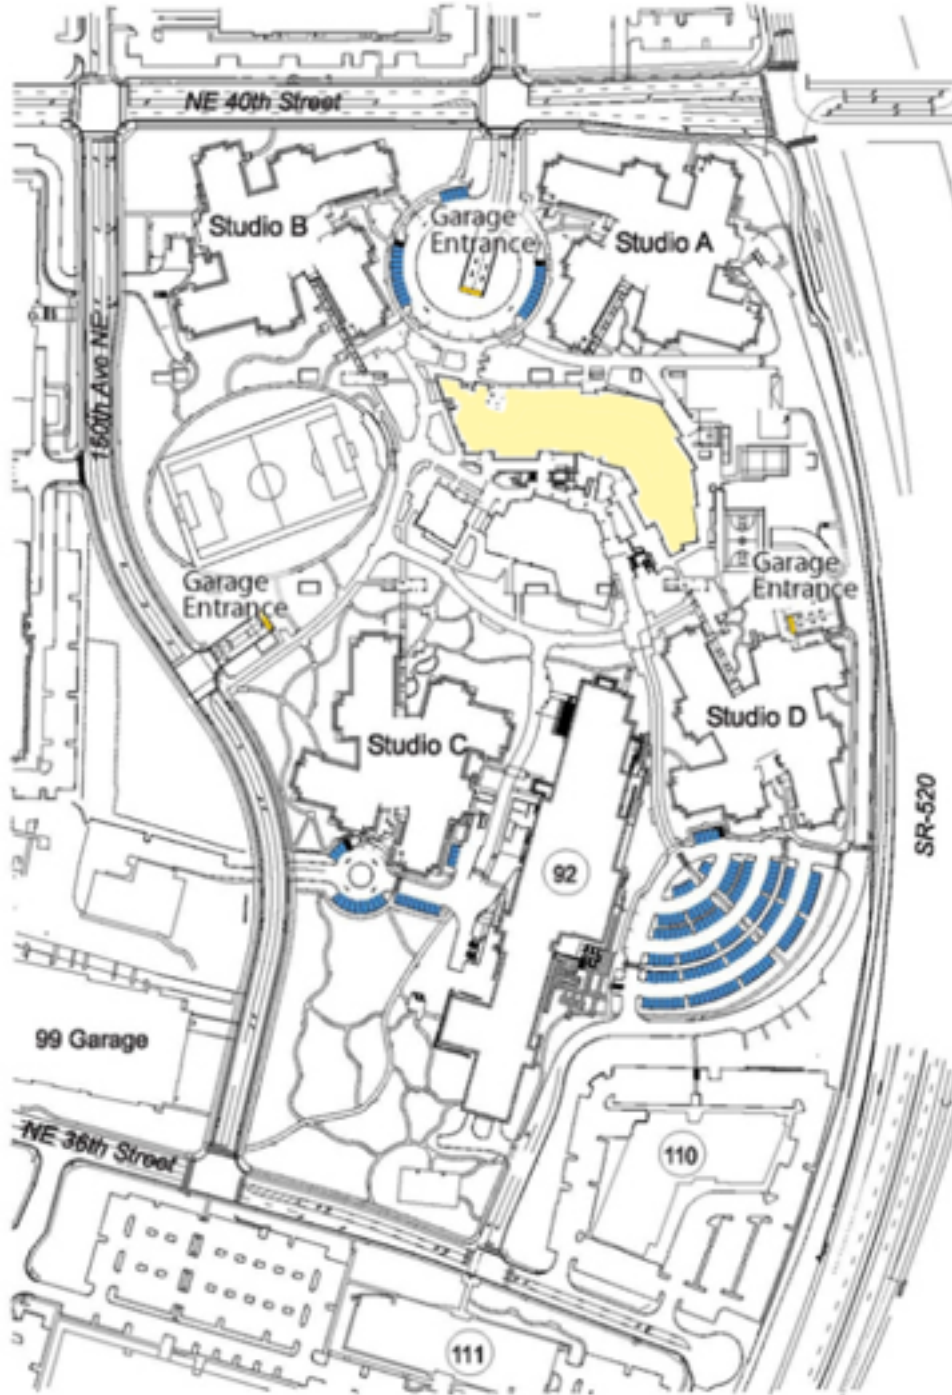 NE 40th Street
Studio B
Garage
Entrance
Studio A
150th Ave NE
Garage
Entrance
Garage
Entrance
Studio C
Studio D
SR-520
92
99 Garage
NE 36th Street
110
111